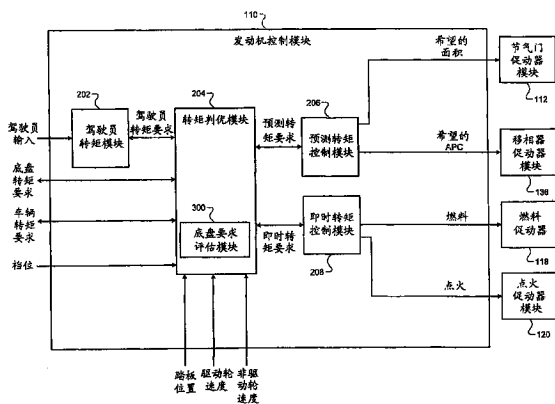 110
发动机控制模块
希望的
面积
节气门
促动器
模块
112
202
驾驶员
转矩要求
204
206
驾驶员
输入
驾驶员
转矩模块
转矩判优模块
预测转
矩要求
预测转矩
控制模块
希望的
APC
移相器
促动器
模块
136
底盘
转矩要求
车辆
转矩要求
300
底盘要求
评估模块
即时转
矩要求
即时转矩
控制模块
208
燃料
燃料
促动器
118
档位
点火
点火
促动器
模块
120
踏板
位置
驱动轮
速度
非驱
动轮
速度